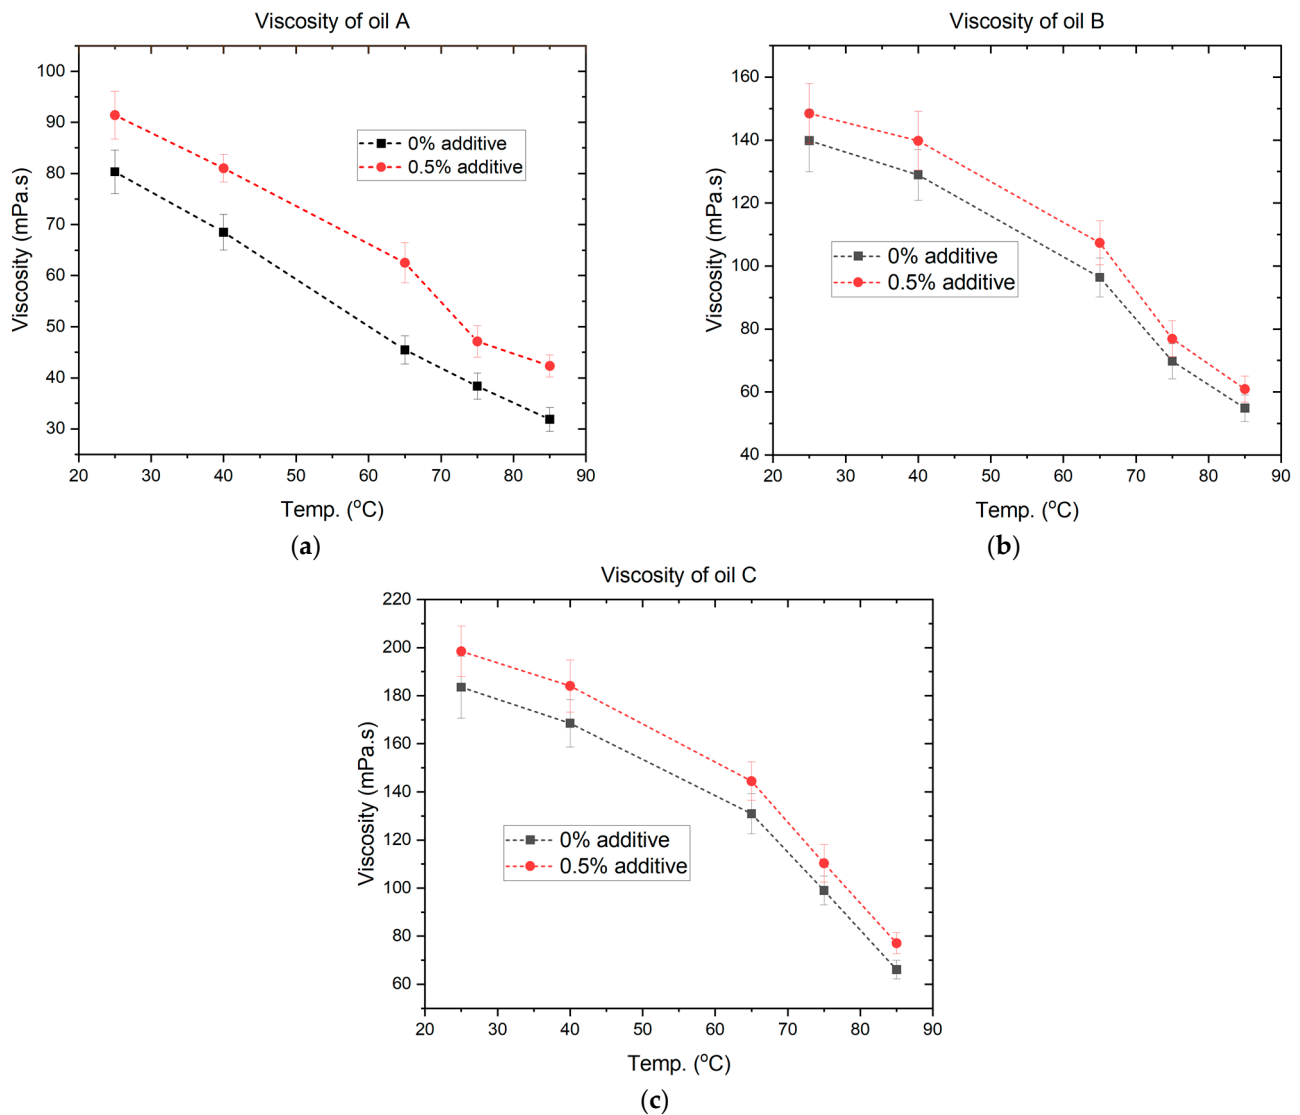 Viscosity of oil A
100
90
80
70
60
50
40
30
20 30 40 50 60 70 80 90
Viscosity (mPa.s)
Temp. (°C)
0% additive
0.5% additive
(a)
Viscosity of oil B
160
140
120
100
80
60
40
20 30 40 50 60 70 80 90
Viscosity (mPa.s)
Temp. (°C)
0% additive
0.5% additive
(b)
Viscosity of oil C
220
200
180
160
140
120
100
80
60
20 30 40 50 60 70 80 90
Viscosity (mPa.s)
Temp. (°C)
0% additive
0.5% additive
(c)